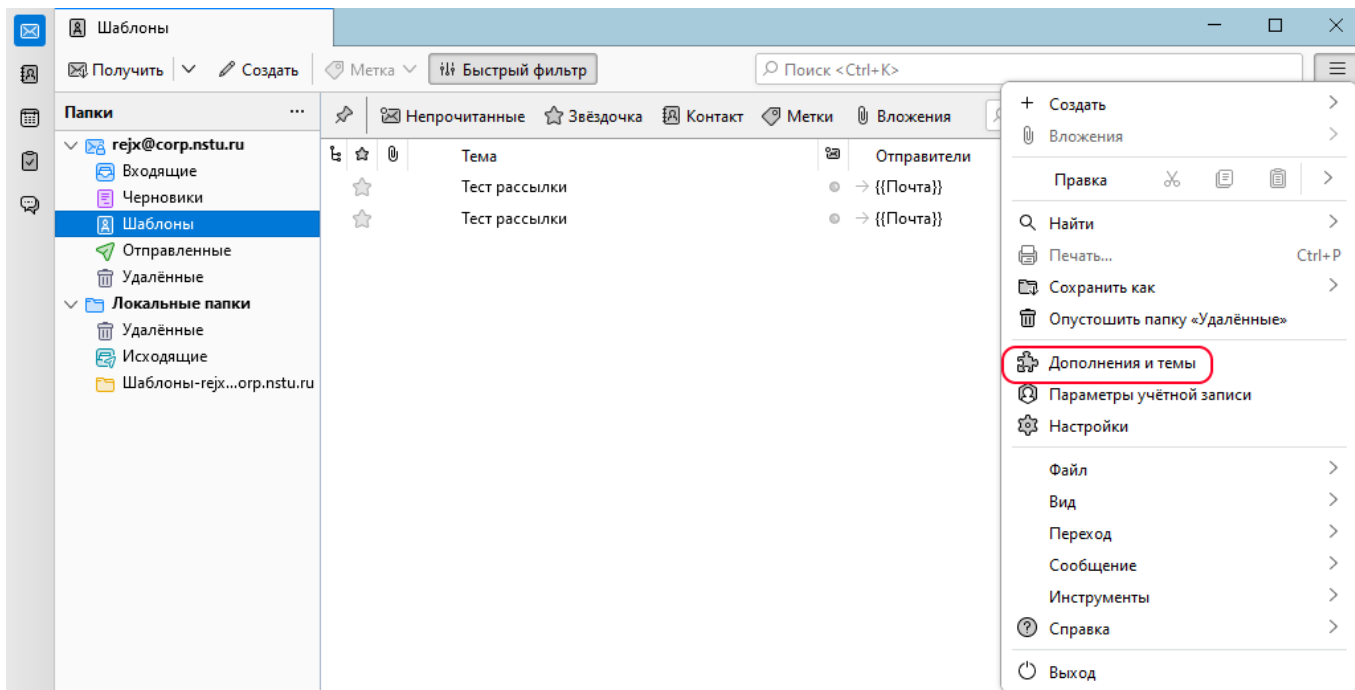 Шаблоны
Получить Создать Метка Быстрый фильтр Поиск <Ctrl+K>
Папки ... Непрочитанные Звёздочка Контакт Метки Вложения
rejx@corp.nstu.ru
Входящие
Черновики
Шаблоны
Отправленные
Удалённые
Локальные папки
Удалённые
Исходящие
Шаблоны-rejx...orp.nstu.ru
Тема Отправители
Тест рассылки {{Почта}}
Тест рассылки {{Почта}}
Создать
Вложения
Правка
Найти
Печать... Ctrl+P
Сохранить как
Опустошить папку «Удалённые»
Дополнения и темы
Параметры учётной записи
Настройки
Файл
Вид
Переход
Сообщение
Инструменты
Справка
Выход